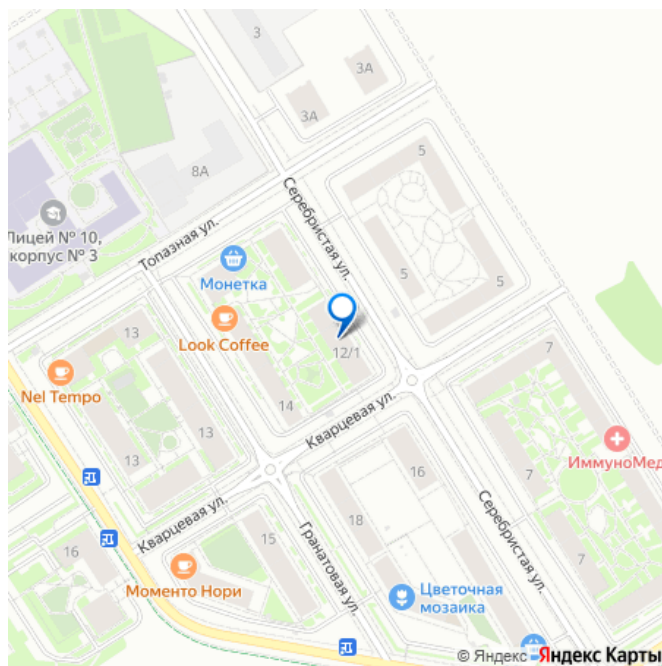 3
3А
3А
8А
5
Серебристая ул.
Лицей № 10,
корпус № 3
Топазная ул.
Монетка
5
5
Look Coffee
13
12/1
7
Nel Tempo
14
Кварцевая ул.
13
13
ИммуноМед
16
7
Кварцевая ул.
18
Серебристая ул.
16
15
Гранатовая ул.
7
Моменто Нори
Цветочная
мозаика
© Яндекс Яндекс Карты